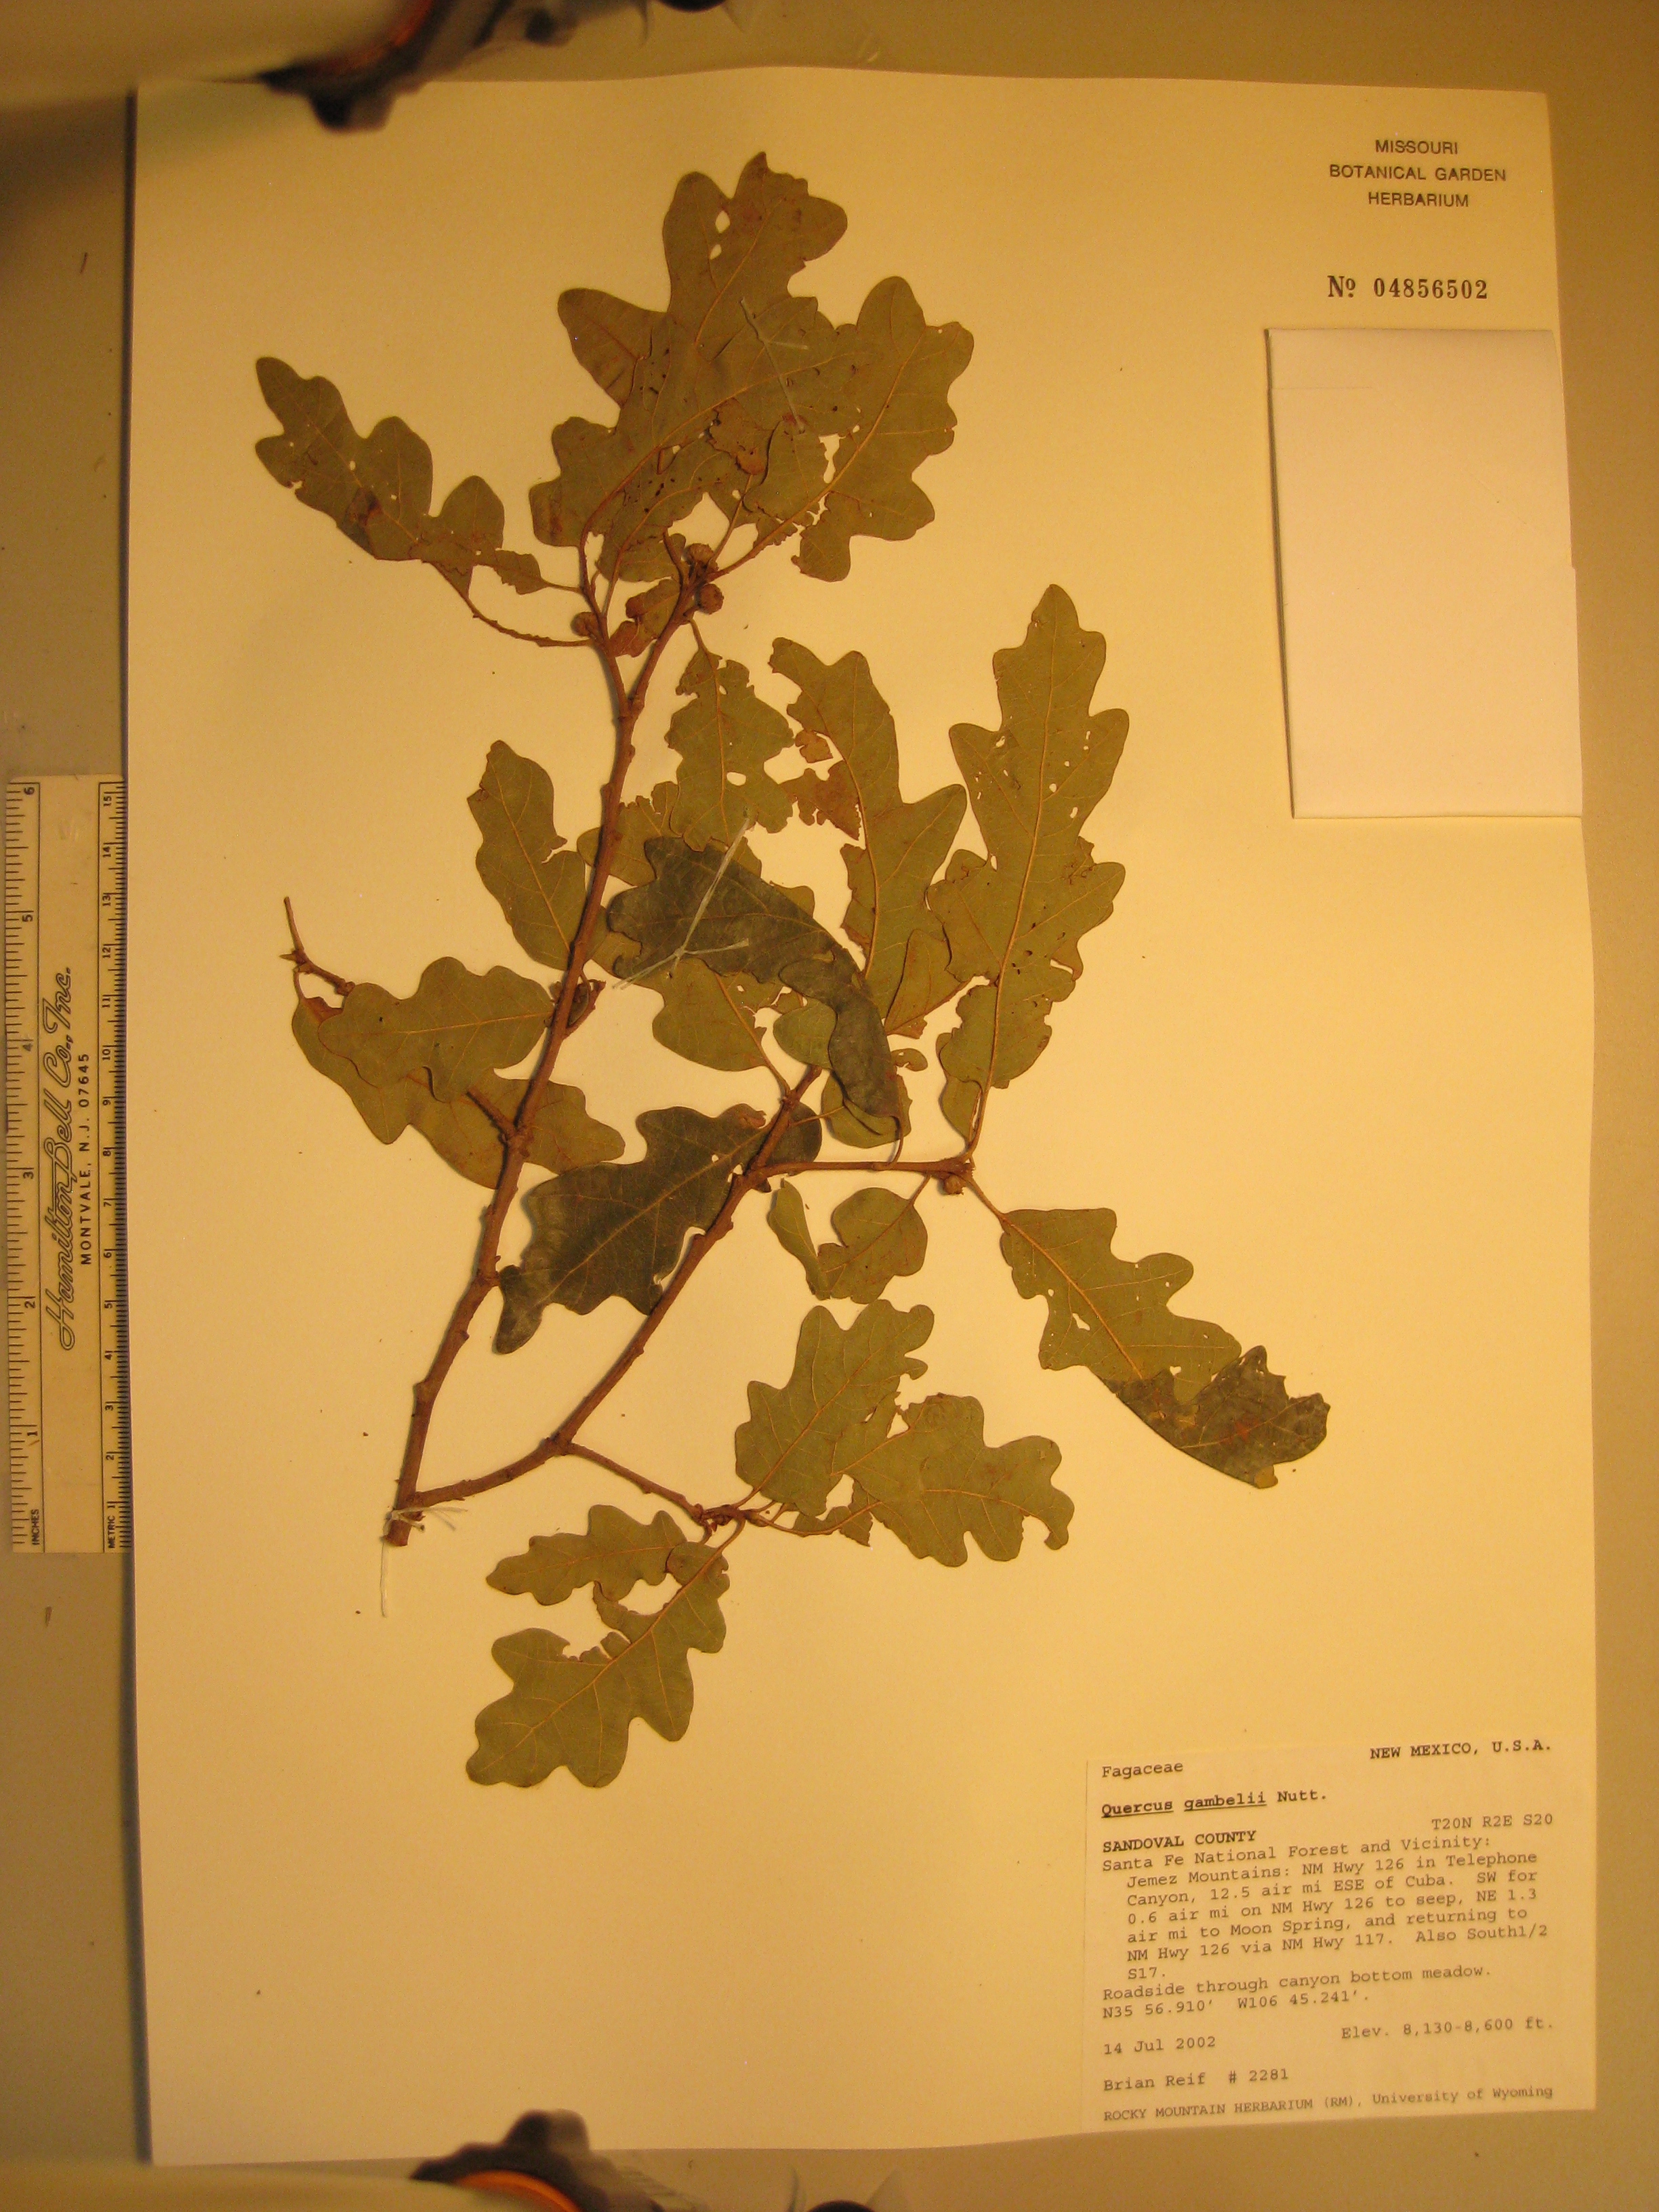 MISSOURI
BOTANICAL GARDEN
HERBARIUM
Nº 04856502
INCHES
1
2
3
4
5
6
Hamilton Bell Co., Inc.
MONTVALE, N.J. 07645
METRIC 1
2
3
4
5
6
7
8
9
10
11
12
13
14
15
NEW MEXICO, U.S.A.
Fagaceae
Quercus gambelii Nutt.
T20N R2E S20
SANDOVAL COUNTY
Santa Fe National Forest and Vicinity:
Jemez Mountains: NM Hwy 126 in Telephone
Canyon, 12.5 air mi ESE of Cuba. SW for
0.6 air mi on NM Hwy 126 to seep, NE 1.3
air mi to Moon Spring, and returning to
NM Hwy 126 via NM Hwy 117. Also South1/2
S17.
Roadside through canyon bottom meadow.
N35 56.910' W106 45.241'.
14 Jul 2002 Elev. 8,130-8,600 ft.
Brian Reif # 2281
ROCKY MOUNTAIN HERBARIUM (RM), University of Wyoming